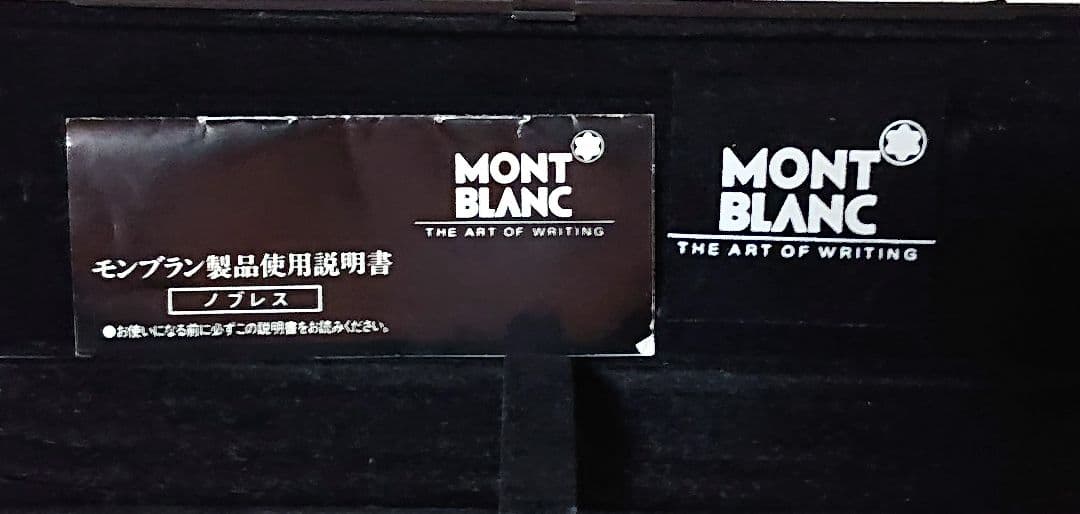 MONT
BLANC
THE ART OF WRITING
モンブラン製品使用説明書
ノブレス
●お使いになる前に必ずこの説明書をお読みください。
MONT
BLANC
THE ART OF WRITING